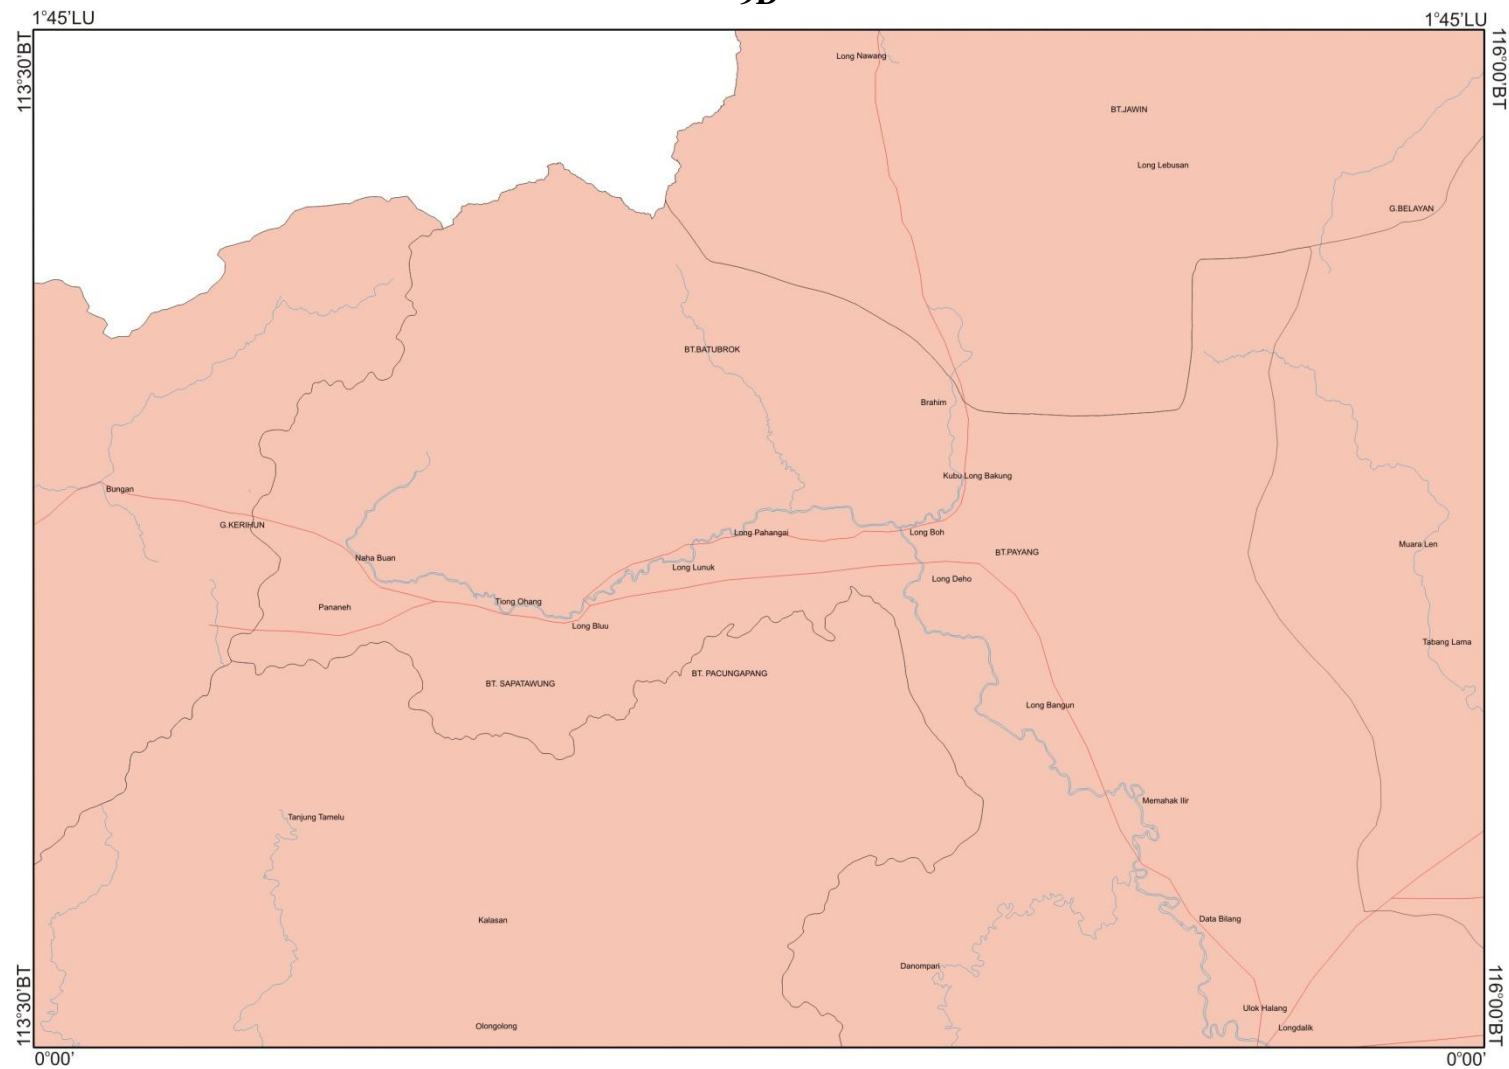 9B
1°45'LU
1°45'LU
113°30'BT
116°00'BT
Long Nawang
BT.JAWIN
Long Lebusan
G.BELAYAN
BT.BATUBROK
Brahim
Kubu Long Bakung
Bungan
G.KERIHUN
Long Pahangai
Long Boh
Muara Len
BT.PAYANG
Naha Buan
Long Lunuk
Long Deho
Tiong Ohang
Pananeh
Long Bluu
Tabang Lama
BT. PACUNGAPANG
BT. SAPATAWUNG
Long Bangun
Memahak Ilir
Tanjung Tamelu
Kalasan
Data Bilang
Danompari
Ulok Halang
Olongolong
Longdalik
113°30'BT
116°00'BT
0°00'
0°00'